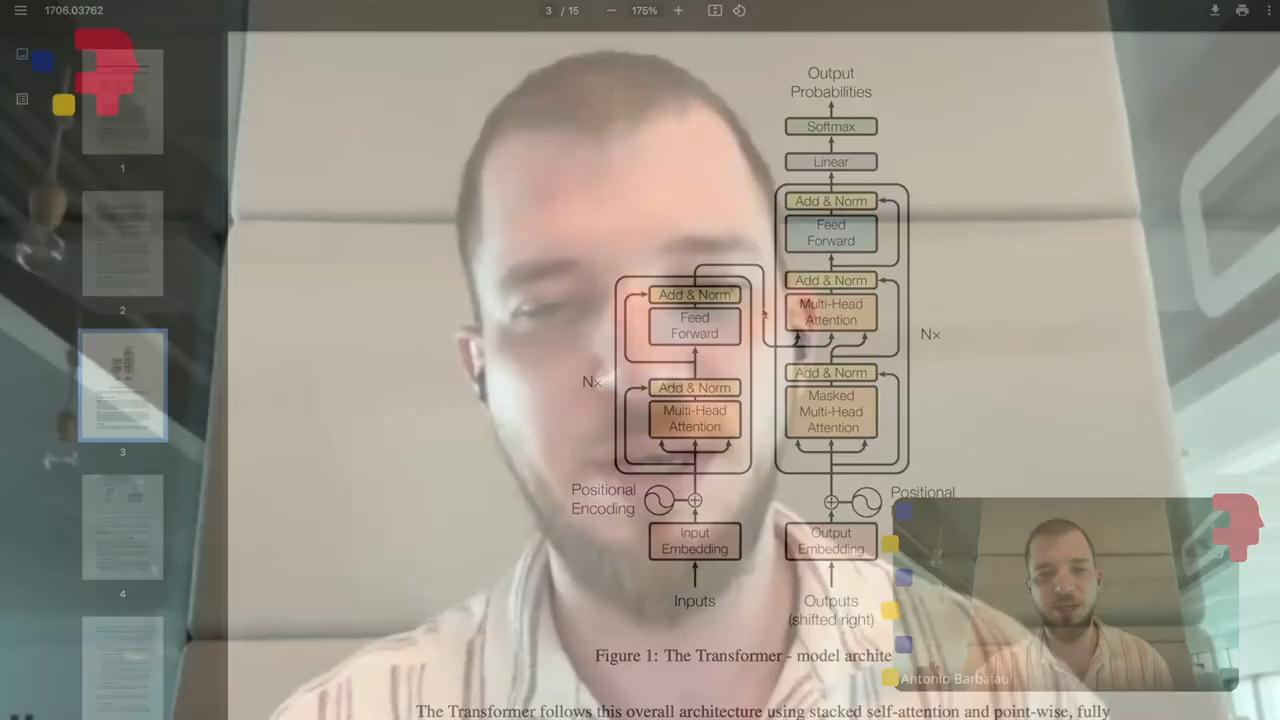 1706.03762
3 / 15
175%
1
2
3
4
Output
Probabilities
Softmax
Linear
Add & Norm
Feed
Forward
Add & Norm
Multi-Head
Attention
Add & Norm
Masked
Multi-Head
Attention
Nx
Positional
Output
Embedding
Outputs
(shifted right)
Add & Norm
Feed
Forward
Add & Norm
Multi-Head
Attention
Nx
Positional
Encoding
Input
Embedding
Inputs
Figure 1: The Transformer - model archite
Antonio Barbalau
The Transformer follows this overall architecture using stacked self-attention and point-wise, fully